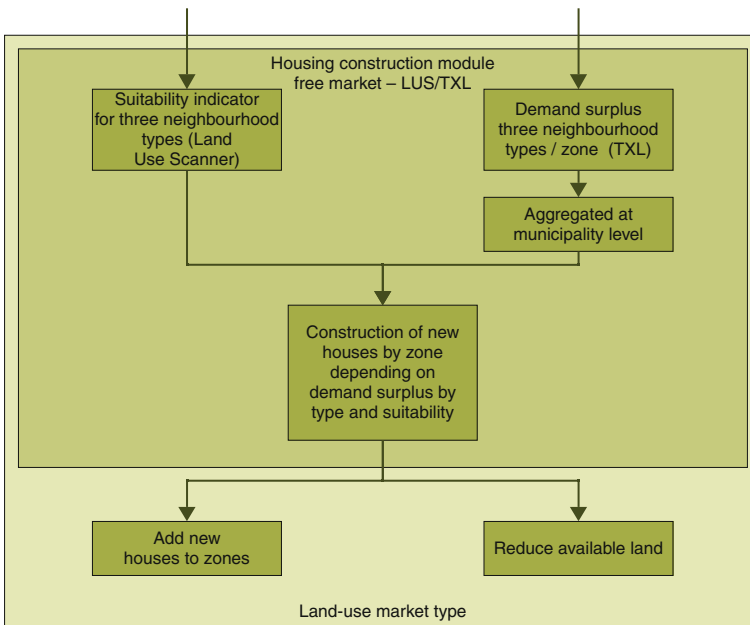 Housing construction module
free market – LUS/TXL
Suitability indicator
for three neighbourhood
types (Land
Use Scanner)
Demand surplus
three neighbourhood
types / zone (TXL)
Aggregated at
municipality level
Construction of new
houses by zone
depending on
demand surplus by
type and suitability
Add new
houses to zones
Reduce available land
Land-use market type